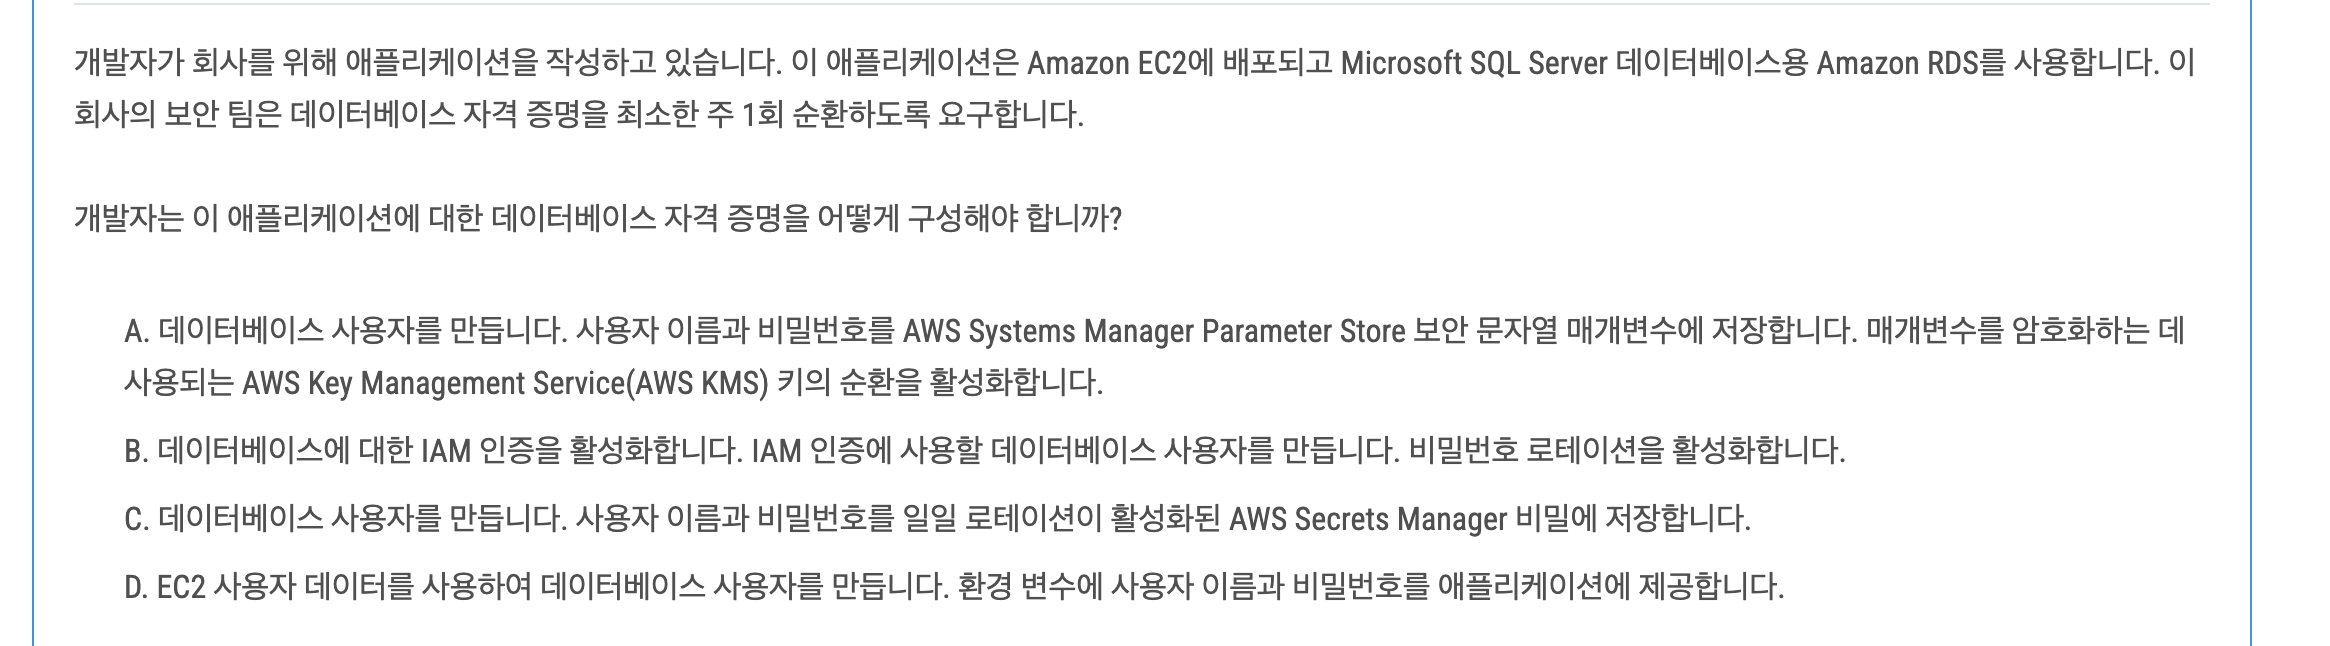 개발자가 회사를 위해 애플리케이션을 작성하고 있습니다. 이 애플리케이션은 Amazon EC2에 배포되고 Microsoft SQL Server 데이터베이스용 Amazon RDS를 사용합니다. 이
회사의 보안 팀은 데이터베이스 자격 증명을 최소한 주 1회 순환하도록 요구합니다.
개발자는 이 애플리케이션에 대한 데이터베이스 자격 증명을 어떻게 구성해야 합니까?
A. 데이터베이스 사용자를 만듭니다. 사용자 이름과 비밀번호를 AWS Systems Manager Parameter Store 보안 문자열 매개변수에 저장합니다. 매개변수를 암호화하는 데
사용되는 AWS Key Management Service(AWS KMS) 키의 순환을 활성화합니다.
B. 데이터베이스에 대한 IAM 인증을 활성화합니다. IAM 인증에 사용할 데이터베이스 사용자를 만듭니다. 비밀번호 로테이션을 활성화합니다.
C. 데이터베이스 사용자를 만듭니다. 사용자 이름과 비밀번호를 일일 로테이션이 활성화된 AWS Secrets Manager 비밀에 저장합니다.
D. EC2 사용자 데이터를 사용하여 데이터베이스 사용자를 만듭니다. 환경 변수에 사용자 이름과 비밀번호를 애플리케이션에 제공합니다.